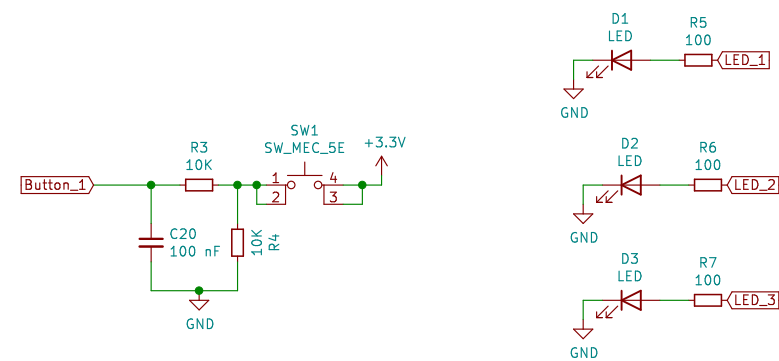 D1
LED
R5
100
LED_1
GND
SW1
SW_MEC_5E
+3.3V
R3
10K
1
4
2
3
Button_1
C20
100 nF
10K
R4
GND
D2
LED
R6
100
LED_2
GND
D3
LED
R7
100
LED_3
GND